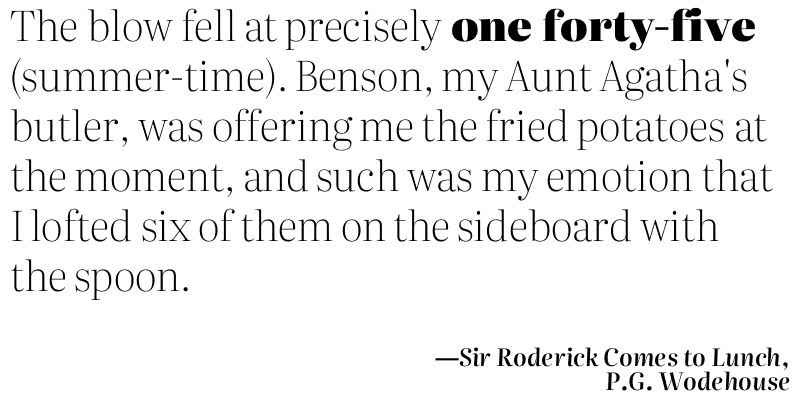 The blow fell at precisely one forty-five
(summer-time). Benson, my Aunt Agatha's
butler, was offering me the fried potatoes at
the moment, and such was my emotion that
I lofted six of them on the sideboard with
the spoon.
—Sir Roderick Comes to Lunch,
P.G. Wodehouse